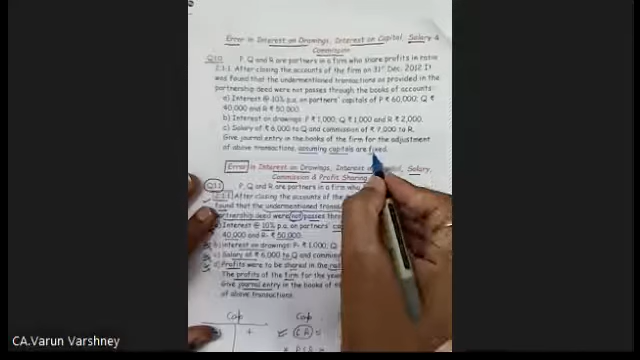 Error in Interest on Drawings, Interest on Capital, Salary &
Commission
Q10. P, Q and R are partners in a firm who share profits in ratio
2:1:1. After closing the accounts of the firm on 31st Dec, 2012 It
was found that the undermentioned transactions as provided in the
partnership deed were not passes through the books of accounts:
a) Interest @ 10% p.a. on partners' capitals of P ₹ 60,000; Q ₹
40,000 and R ₹ 50,000.
b) Interest on drawings: P ₹ 1,000; Q ₹1,000 and R ₹ 2,000.
c) Salary of ₹ 6,000 to Q and commission of ₹ 7,000 to R.
Give journal entry in the books of the firm for the adjustment
of above transactions, assuming capitals are fixed.
Error in Interest on Drawings, Interest on Capital, Salary,
Commission & Profit Sharing
Q11. P, Q and R are partners in a firm who
2:1:1 After closing the accounts of the
found that the undermentioned
partnership deed were not passes through
a) Interest @ 10% p.a. on partners'
40,000 and R- ₹ 50,000.
b) Interest on drawings: P- ₹ 1,000; Q
c) Salary of ₹ 6,000 to Q and
d) Profits were to be shared in the
The profits of the firm for the
Give journal entry in the books of
of above transactions.
Cap
+
CA.Varun Varshney